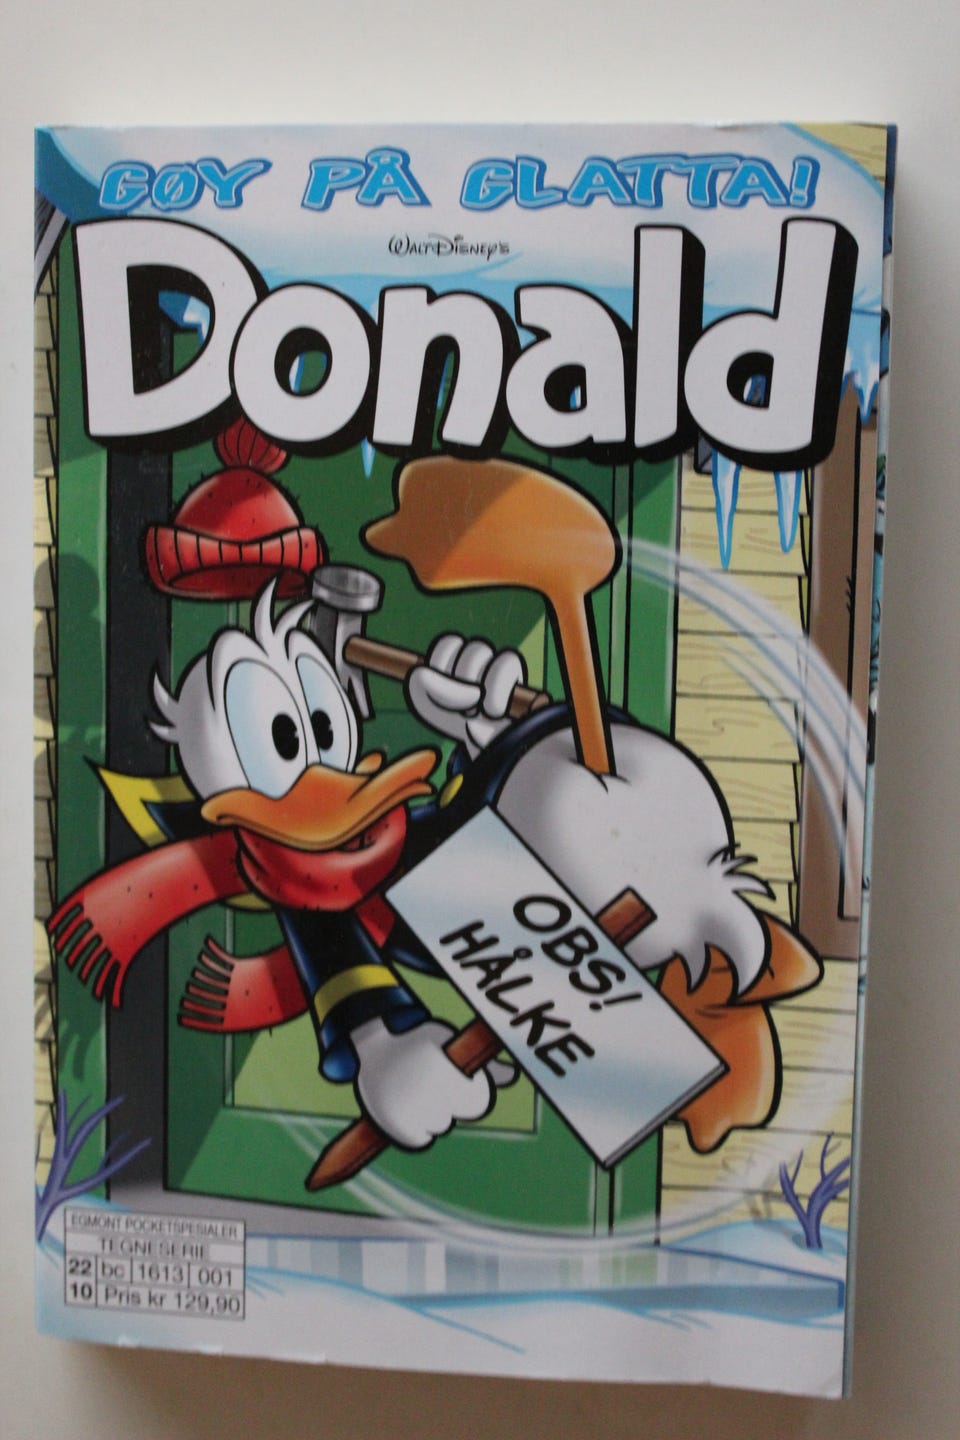 GØY PÅ GLATTA!
WALT DISNEY'S
Donald
OBS!
HÅLKE
EGMONT POCKETSPESIALER
TEGNESERIE
22 bc 1613 001
10 Pris kr 129,90